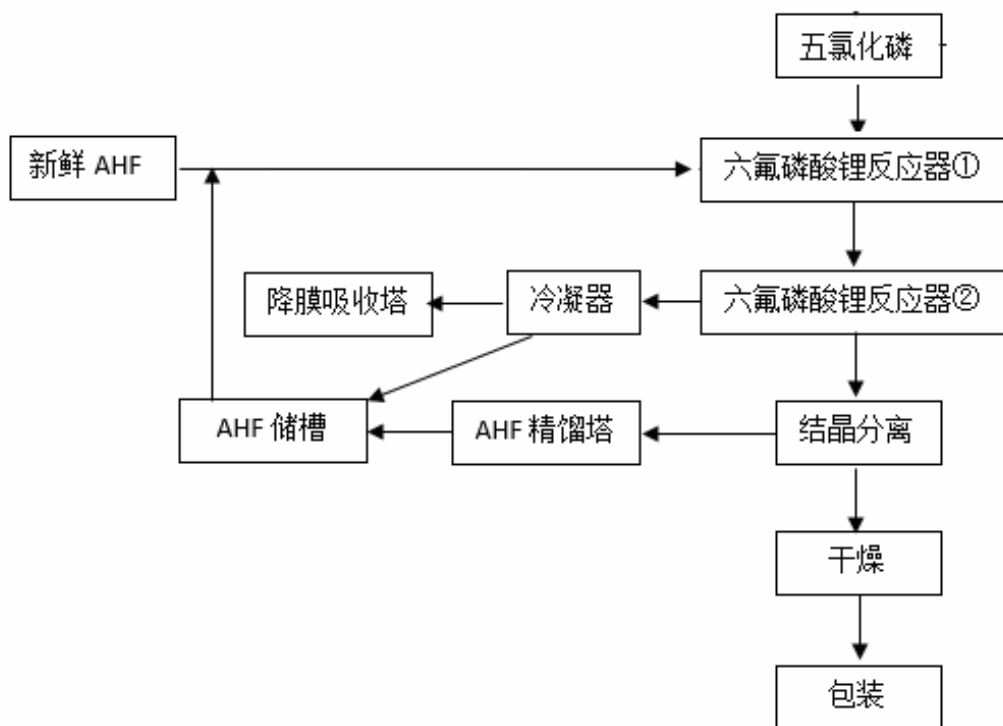 五氯化磷
新鲜 AHF
六氟磷酸锂反应器①
降膜吸收塔
冷凝器
六氟磷酸锂反应器②
AHF 储槽
AHF 精馏塔
结晶分离
干燥
包装